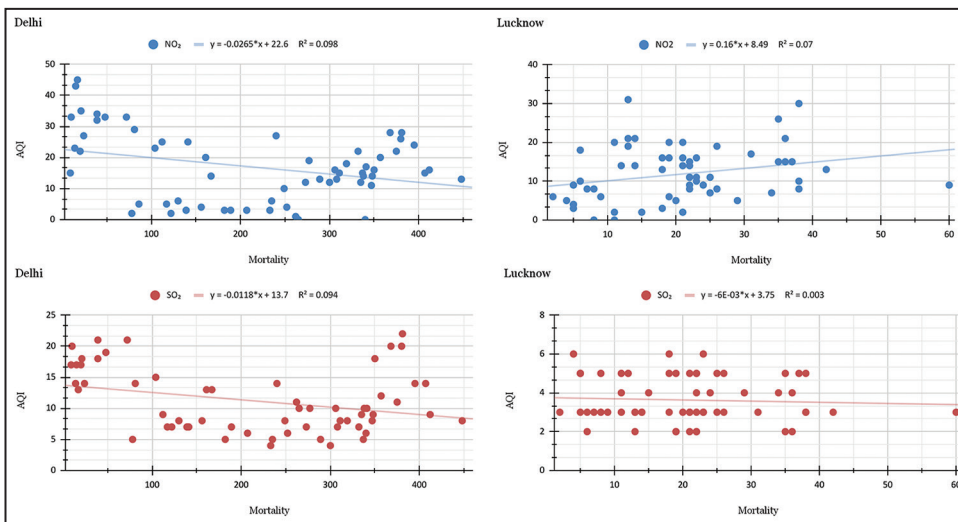 Delhi
NO₂ y = -0.0265*x + 22.6 R² = 0.098
50
40
30
20
10
0
AQI
100 200 300 400
Mortality
Lucknow
NO2 y = 0.16*x + 8.49 R² = 0.07
40
30
20
10
0
AQI
10 20 30 40 50 60
Mortality
Delhi
SO₂ y = -0.0118*x + 13.7 R² = 0.094
25
20
15
10
5
0
AQI
100 200 300 400
Mortality
Lucknow
SO₂ y = -6E-03*x + 3.75 R² = 0.003
8
6
4
2
0
AQI
10 20 30 40 50 60
Mortality